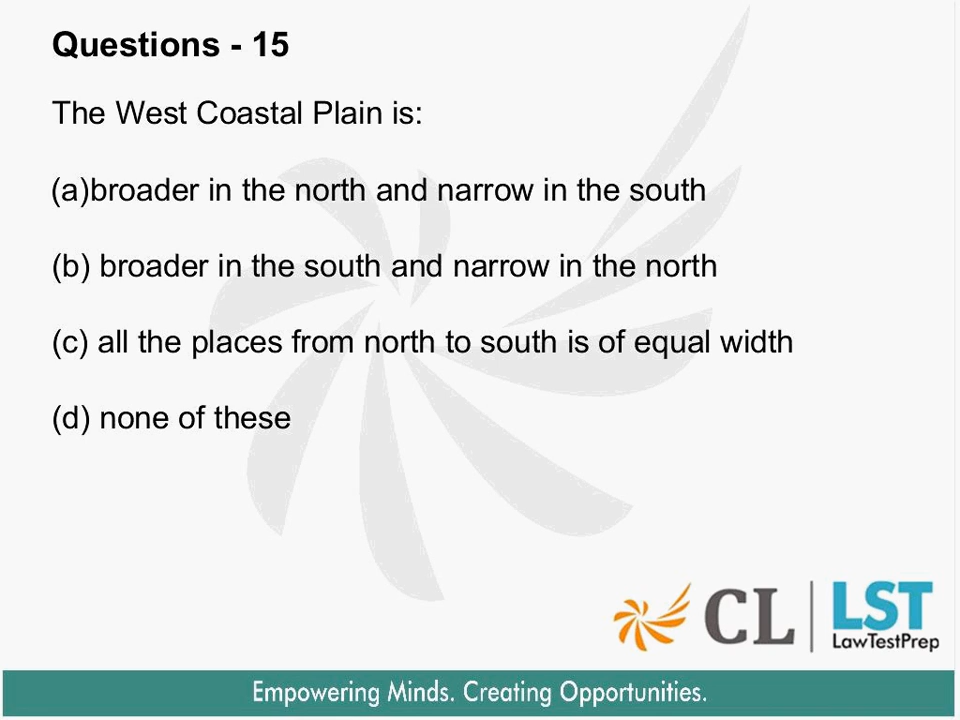 Questions - 15
The West Coastal Plain is:
(a)broader in the north and narrow in the south
(b) broader in the south and narrow in the north
(c) all the places from north to south is of equal width
(d) none of these
CL
LST
LawTestPrep
Empowering Minds. Creating Opportunities.